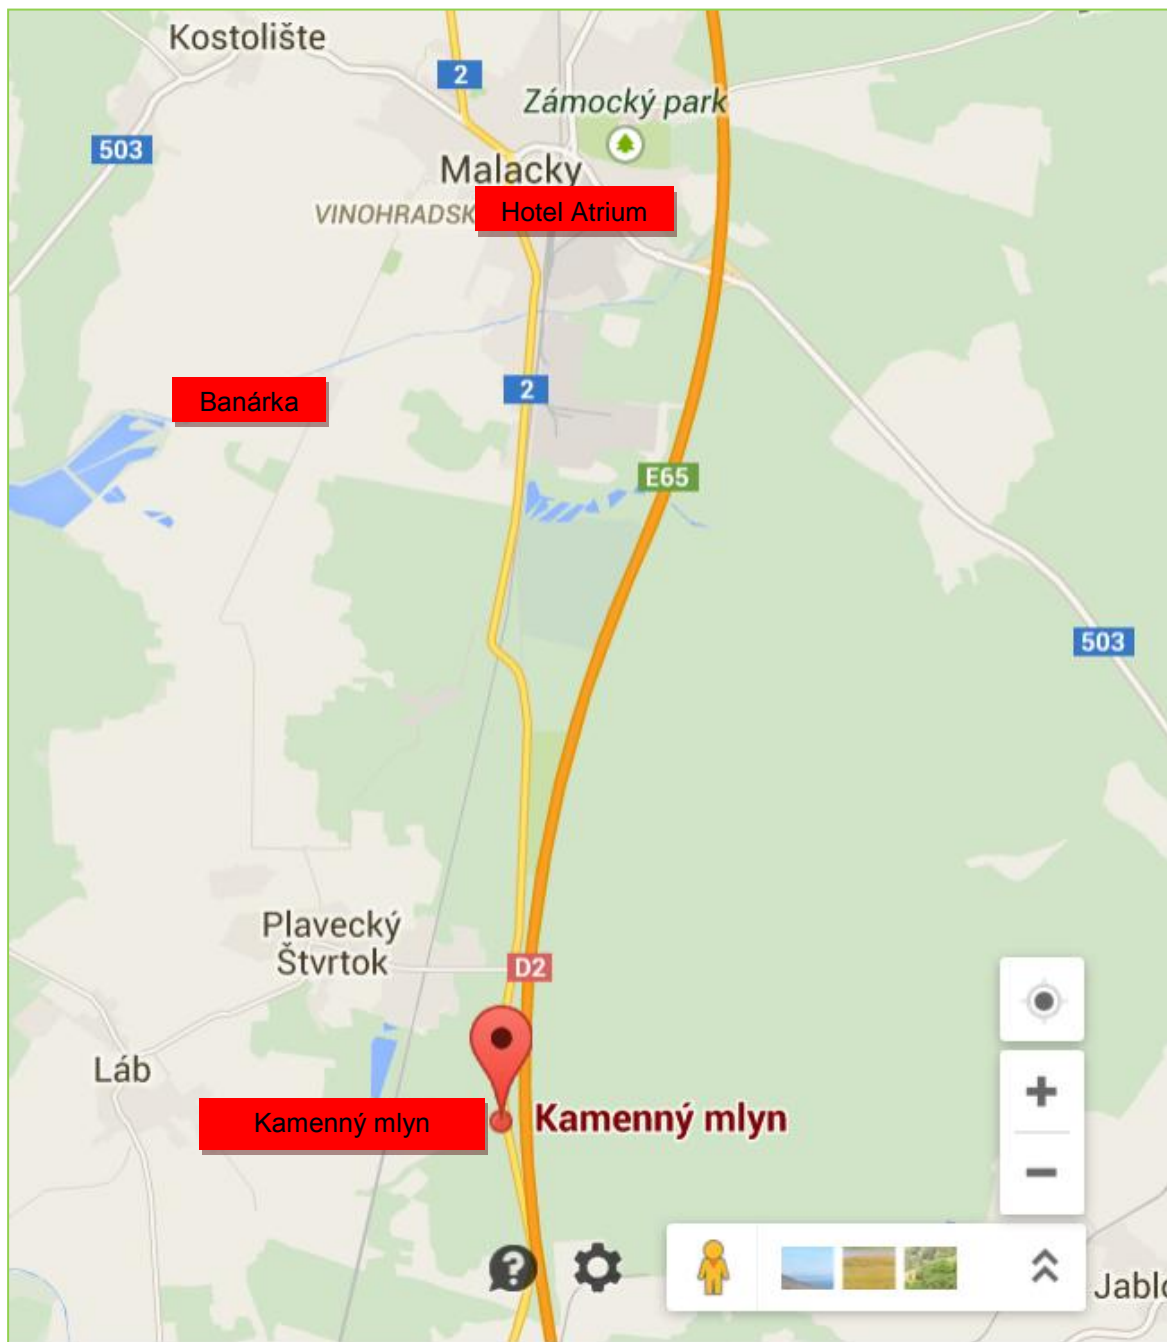 Kostolište
2
Zámocký park
503
Malacky
VINOHRADSK
Hotel Atrium
Banárka
2
E65
503
Plavecký
Štvrtok
D2
Láb
Kamenný mlyn
Kamenný mlyn
Jablo